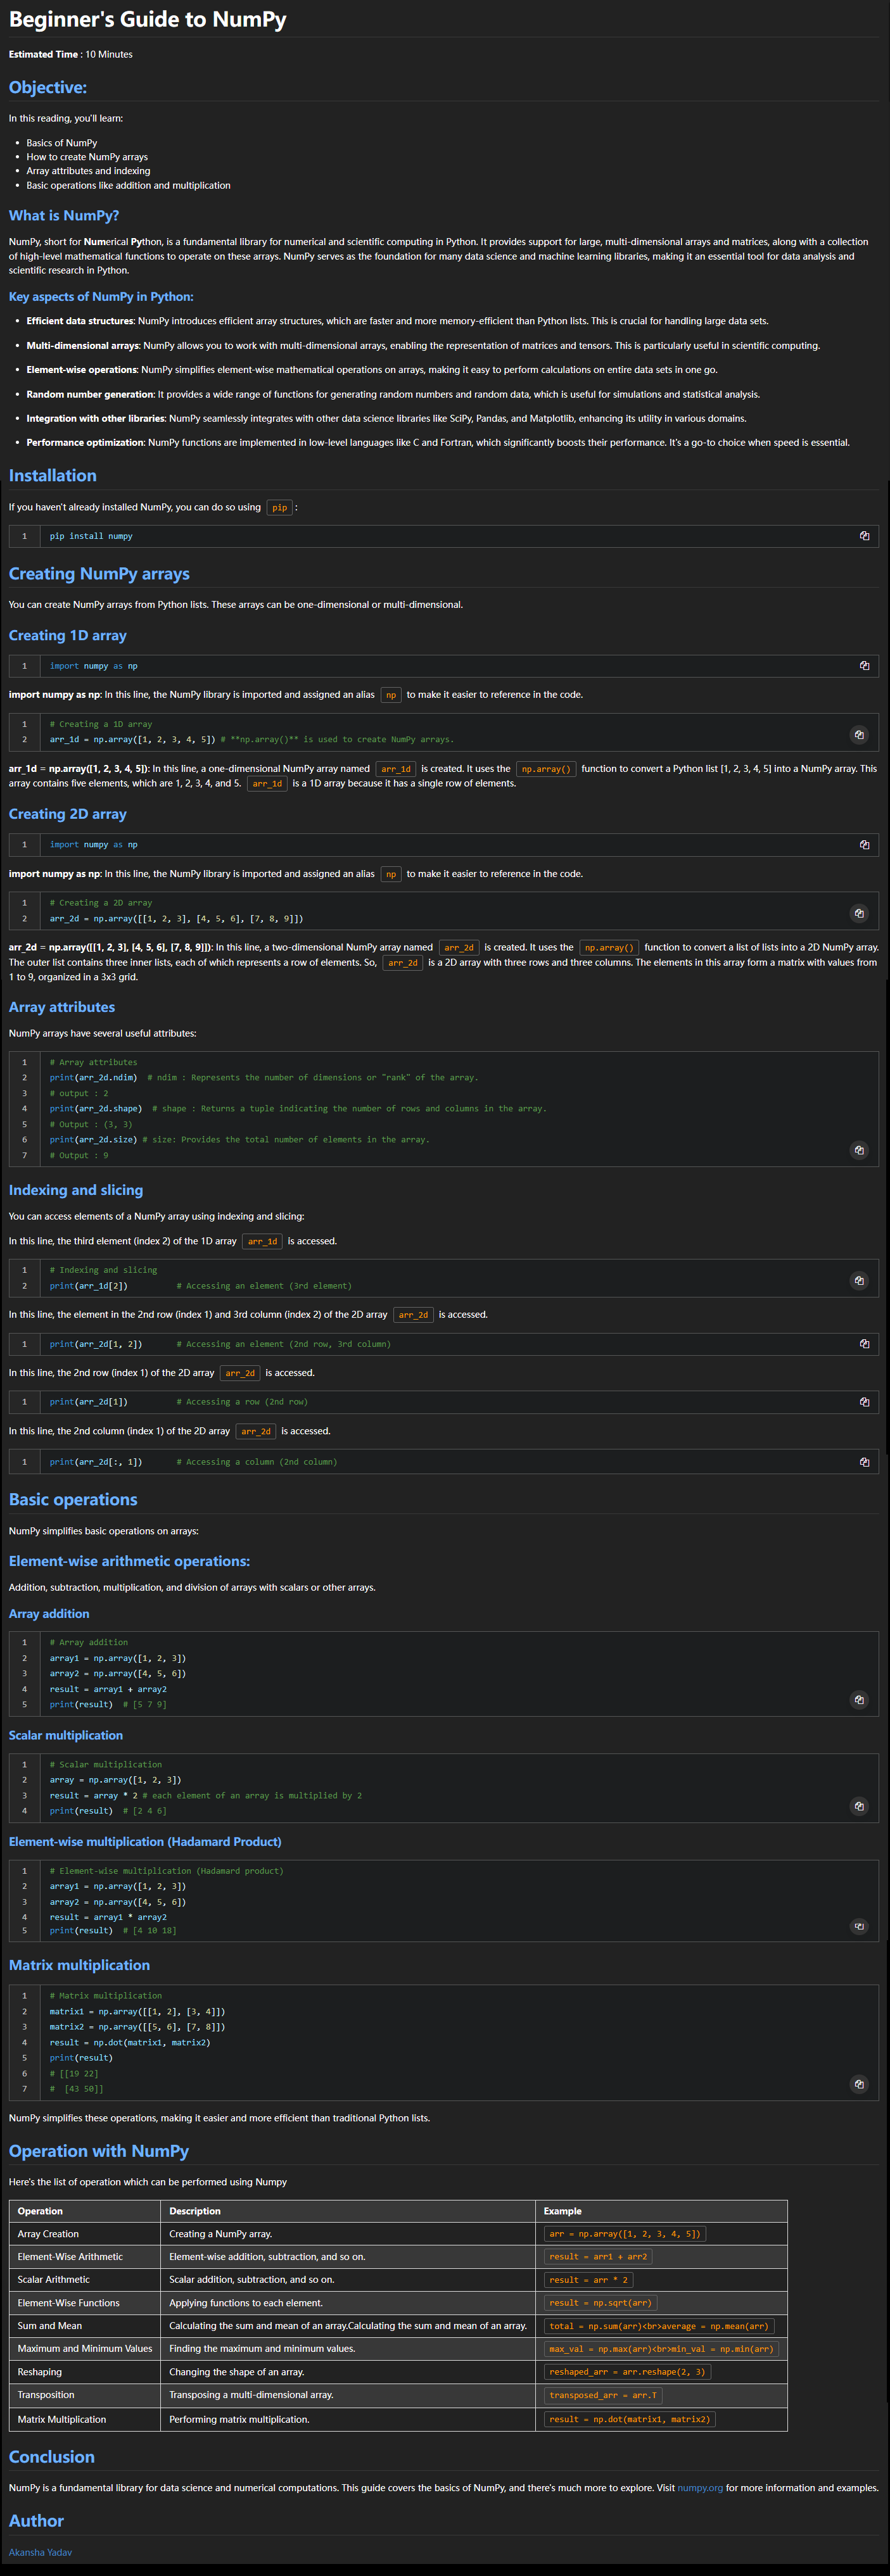 Beginner's Guide to NumPy
Estimated Time : 10 Minutes
Objective:
In this reading, you'll learn:
• Basics of NumPy
• How to create NumPy arrays
• Array attributes and indexing
• Basic operations like addition and multiplication
What is NumPy?
NumPy, short for Numerical Python, is a fundamental library for numerical and scientific computing in Python. It provides support for large, multi-dimensional arrays and matrices, along with a collection
of high-level mathematical functions to operate on these arrays. NumPy serves as the foundation for many data science and machine learning libraries, making it an essential tool for data analysis and
scientific research in Python.
Key aspects of NumPy in Python:
• Efficient data structures: NumPy introduces efficient array structures, which are faster and more memory-efficient than Python lists. This is crucial for handling large data sets.
• Multi-dimensional arrays: NumPy allows you to work with multi-dimensional arrays, enabling the representation of matrices and tensors. This is particularly useful in scientific computing.
• Element-wise operations: NumPy simplifies element-wise mathematical operations on arrays, making it easy to perform calculations on entire data sets in one go.
• Random number generation: It provides a wide range of functions for generating random numbers and random data, which is useful for simulations and statistical analysis.
• Integration with other libraries: NumPy seamlessly integrates with other data science libraries like SciPy, Pandas, and Matplotlib, enhancing its utility in various domains.
• Performance optimization: NumPy functions are implemented in low-level languages like C and Fortran, which significantly boosts their performance. It's a go-to choice when speed is essential.
Installation
If you haven't already installed NumPy, you can do so using pip :
1 pip install numpy
Creating NumPy arrays
You can create NumPy arrays from Python lists. These arrays can be one-dimensional or multi-dimensional.
Creating 1D array
1 import numpy as np
import numpy as np: In this line, the NumPy library is imported and assigned an alias np to make it easier to reference in the code.
1 # Creating a 1D array
2 arr_1d = np.array([1, 2, 3, 4, 5]) # **np.array()** is used to create NumPy arrays.
arr_1d = np.array([1, 2, 3, 4, 5]): In this line, a one-dimensional NumPy array named arr_1d is created. It uses the np.array() function to convert a Python list [1, 2, 3, 4, 5] into a NumPy array. This
array contains five elements, which are 1, 2, 3, 4, and 5. arr_1d is a 1D array because it has a single row of elements.
Creating 2D array
1 import numpy as np
import numpy as np: In this line, the NumPy library is imported and assigned an alias np to make it easier to reference in the code.
1 # Creating a 2D array
2 arr_2d = np.array([[1, 2, 3], [4, 5, 6], [7, 8, 9]])
arr_2d = np.array([[1, 2, 3], [4, 5, 6], [7, 8, 9]]): In this line, a two-dimensional NumPy array named arr_2d is created. It uses the np.array() function to convert a list of lists into a 2D NumPy array.
The outer list contains three inner lists, each of which represents a row of elements. So, arr_2d is a 2D array with three rows and three columns. The elements in this array form a matrix with values from
1 to 9, organized in a 3x3 grid.
Array attributes
NumPy arrays have several useful attributes:
1 # Array attributes
2 print(arr_2d.ndim) # ndim : Represents the number of dimensions or "rank" of the array.
3 # output : 2
4 print(arr_2d.shape) # shape : Returns a tuple indicating the number of rows and columns in the array.
5 # Output : (3, 3)
6 print(arr_2d.size) # size: Provides the total number of elements in the array.
7 # Output : 9
Indexing and slicing
You can access elements of a NumPy array using indexing and slicing:
In this line, the third element (index 2) of the 1D array arr_1d is accessed.
1 # Indexing and slicing
2 print(arr_1d[2]) # Accessing an element (3rd element)
In this line, the element in the 2nd row (index 1) and 3rd column (index 2) of the 2D array arr_2d is accessed.
1 print(arr_2d[1, 2]) # Accessing an element (2nd row, 3rd column)
In this line, the 2nd row (index 1) of the 2D array arr_2d is accessed.
1 print(arr_2d[1]) # Accessing a row (2nd row)
In this line, the 2nd column (index 1) of the 2D array arr_2d is accessed.
1 print(arr_2d[:, 1]) # Accessing a column (2nd column)
Basic operations
NumPy simplifies basic operations on arrays:
Element-wise arithmetic operations:
Addition, subtraction, multiplication, and division of arrays with scalars or other arrays.
Array addition
1 # Array addition
2 array1 = np.array([1, 2, 3])
3 array2 = np.array([4, 5, 6])
4 result = array1 + array2
5 print(result) # [5 7 9]
Scalar multiplication
1 # Scalar multiplication
2 array = np.array([1, 2, 3])
3 result = array * 2 # each element of an array is multiplied by 2
4 print(result) # [2 4 6]
Element-wise multiplication (Hadamard Product)
1 # Element-wise multiplication (Hadamard product)
2 array1 = np.array([1, 2, 3])
3 array2 = np.array([4, 5, 6])
4 result = array1 * array2
5 print(result) # [4 10 18]
Matrix multiplication
1 # Matrix multiplication
2 matrix1 = np.array([[1, 2], [3, 4]])
3 matrix2 = np.array([[5, 6], [7, 8]])
4 result = np.dot(matrix1, matrix2)
5 print(result)
6 # [[19 22]
7 # [43 50]]
NumPy simplifies these operations, making it easier and more efficient than traditional Python lists.
Operation with NumPy
Here's the list of operation which can be performed using Numpy
Operation Description Example
Array Creation Creating a NumPy array. arr = np.array([1, 2, 3, 4, 5])
Element-Wise Arithmetic Element-wise addition, subtraction, and so on. result = arr1 + arr2
Scalar Arithmetic Scalar addition, subtraction, and so on. result = arr * 2
Element-Wise Functions Applying functions to each element. result = np.sqrt(arr)
Sum and Mean Calculating the sum and mean of an array.Calculating the sum and mean of an array. total = np.sum(arr)<br>average = np.mean(arr)
Maximum and Minimum Values Finding the maximum and minimum values. max_val = np.max(arr)<br>min_val = np.min(arr)
Reshaping Changing the shape of an array. reshaped_arr = arr.reshape(2, 3)
Transposition Transposing a multi-dimensional array. transposed_arr = arr.T
Matrix Multiplication Performing matrix multiplication. result = np.dot(matrix1, matrix2)
Conclusion
NumPy is a fundamental library for data science and numerical computations. This guide covers the basics of NumPy, and there's much more to explore. Visit numpy.org for more information and examples.
Author
Akansha Yadav